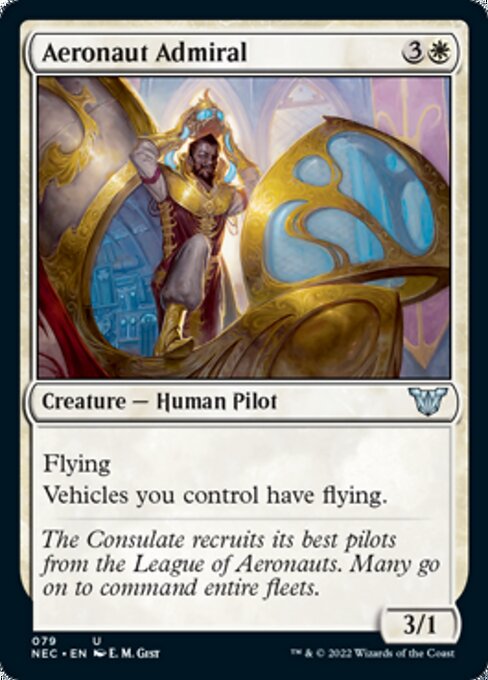 Aeronaut Admiral 3
Creature — Human Pilot
Flying
Vehicles you control have flying.
The Consulate recruits its best pilots
from the League of Aeronauts. Many go
on to command entire fleets.
3/1
079 U
NEC • EN E. M. Gist
™ & © 2022 Wizards of the Coast